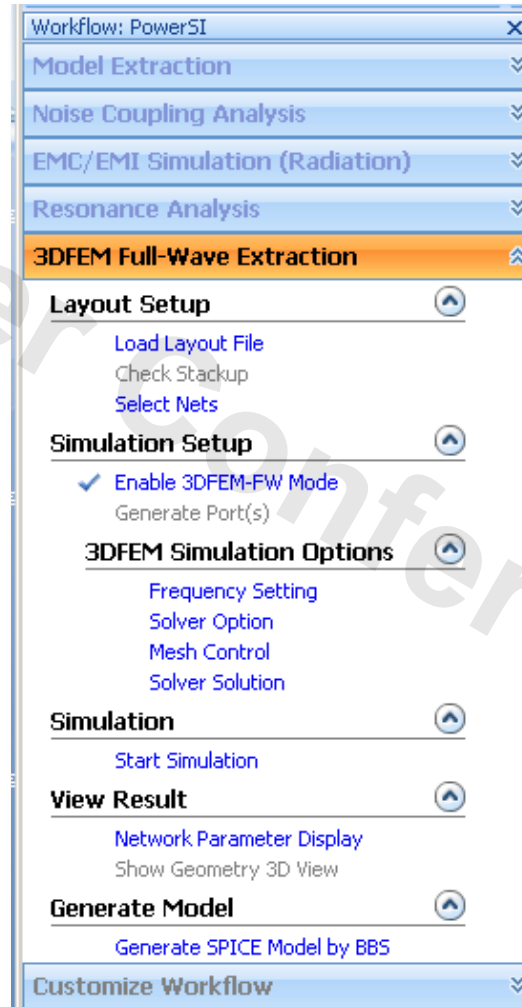 Workflow: PowerSI
Model Extraction
Noise Coupling Analysis
EMC/EMI Simulation (Radiation)
Resonance Analysis
3DFEM Full-Wave Extraction
Layout Setup
Load Layout File
Check Stackup
Select Nets
Simulation Setup
Enable 3DFEM-FW Mode
Generate Port(s)
3DFEM Simulation Options
Frequency Setting
Solver Option
Mesh Control
Solver Solution
Simulation
Start Simulation
View Result
Network Parameter Display
Show Geometry 3D View
Generate Model
Generate SPICE Model by BBS
Customize Workflow
er Confer